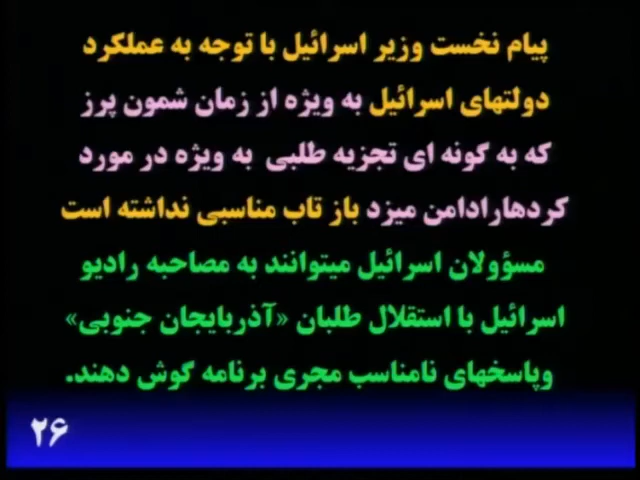 پیام نخست وزیر اسرائیل با توجه به عملکرد
دولتهای اسرائیل به ویژه از زمان شمون پرز
که به گونه ای تجزیه طلبی به ویژه در مورد
کردهارادامن میزد باز تاب مناسبی نداشته است
مسؤولان اسرائیل میتوانند به مصاحبه رادیو
اسرائیل با استقلال طلبان «آذربایجان جنوبی»
وپاسخهای نامناسب مجری برنامه گوش دهند.
۲۶